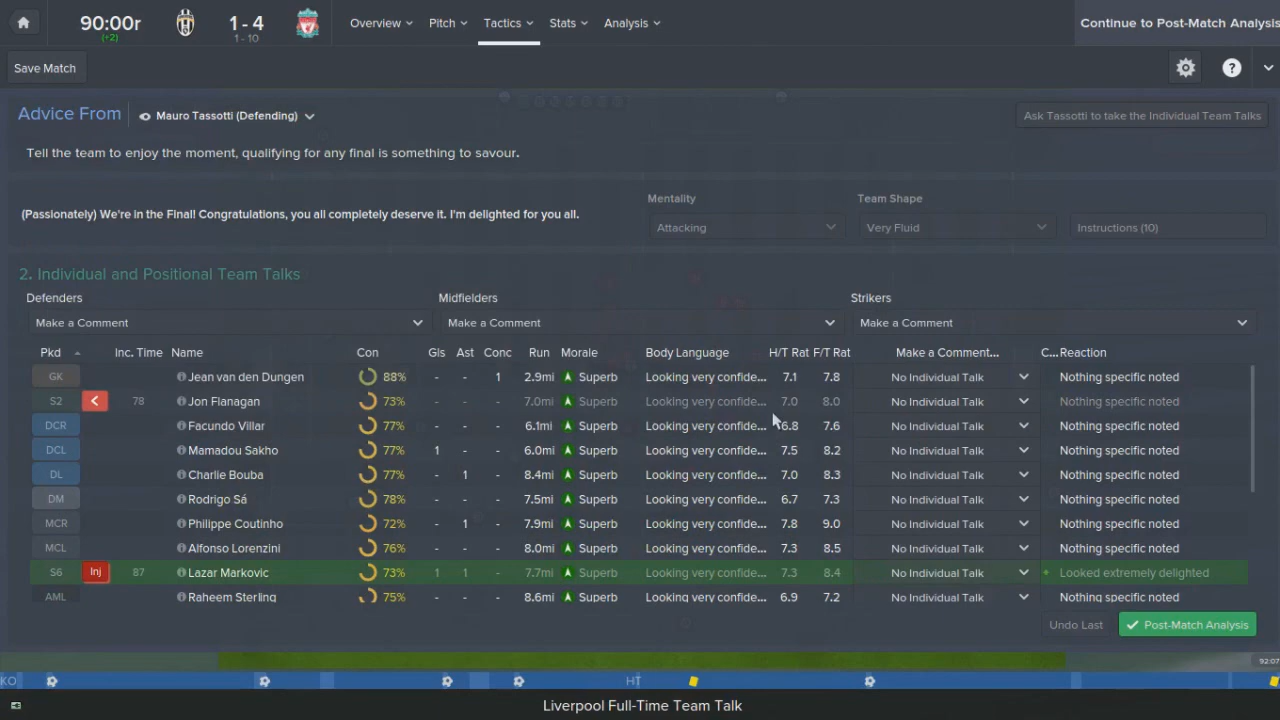 90:00r
(+2)
1 - 4
1 - 10
Overview
Pitch
Tactics
Stats
Analysis
Continue to Post-Match Analysis
Save Match
?
Advice From
Mauro Tassotti (Defending)
Ask Tassotti to take the Individual Team Talks
Tell the team to enjoy the moment, qualifying for any final is something to savour.
(Passionately) We're in the Final! Congratulations, you all completely deserve it. I'm delighted for you all.
Mentality
Attacking
Team Shape
Very Fluid
Instructions (10)
2. Individual and Positional Team Talks
Defenders Midfielders Strikers
Make a Comment Make a Comment Make a Comment
Pkd Inc. Time Name Con Gls Ast Conc Run Morale Body Language H/T Rat F/T Rat Make a Comment... C... Reaction
GK Jean van den Dungen 88% - - 1 2.9mi Superb Looking very confide... 7.1 7.8 No Individual Talk Nothing specific noted
S2 < 78 Jon Flanagan 73% - - - 7.0mi Superb Looking very confide... 7.0 8.0 No Individual Talk Nothing specific noted
DCR Facundo Villar 77% - - - 6.1mi Superb Looking very confide... 6.8 7.6 No Individual Talk Nothing specific noted
DCL Mamadou Sakho 77% 1 - - 6.0mi Superb Looking very confide... 7.5 8.2 No Individual Talk Nothing specific noted
DL Charlie Bouba 77% - 1 - 8.4mi Superb Looking very confide... 7.0 8.3 No Individual Talk Nothing specific noted
DM Rodrigo Sá 78% - - - 7.5mi Superb Looking very confide... 6.7 7.3 No Individual Talk Nothing specific noted
MCR Philippe Coutinho 72% - 1 - 7.9mi Superb Looking very confide... 7.8 9.0 No Individual Talk Nothing specific noted
MCL Alfonso Lorenzini 76% - - - 8.0mi Superb Looking very confide... 7.3 8.5 No Individual Talk Nothing specific noted
S6 Inj 87 Lazar Markovic 73% 1 1 - 7.7mi Superb Looking very confide... 7.3 8.4 No Individual Talk + Looked extremely delighted
AML Raheem Sterling 75% - - - 8.6mi Superb Looking very confide... 6.9 7.2 No Individual Talk Nothing specific noted
Undo Last
Post-Match Analysis
92:07
KO HT
Liverpool Full-Time Team Talk